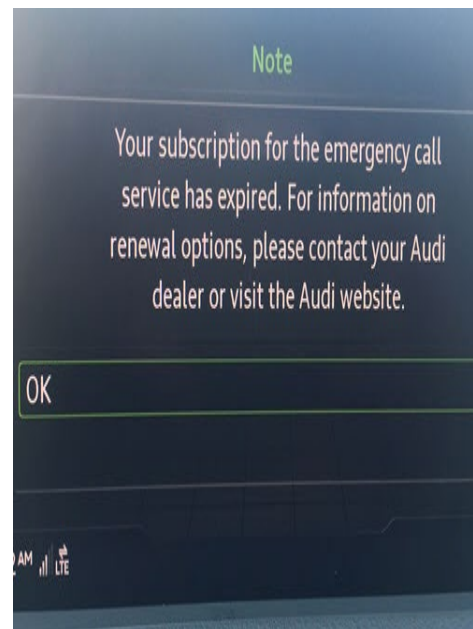 Note
Your subscription for the emergency call
service has expired. For information on
renewal options, please contact your Audi
dealer or visit the Audi website.
OK
AM LTE